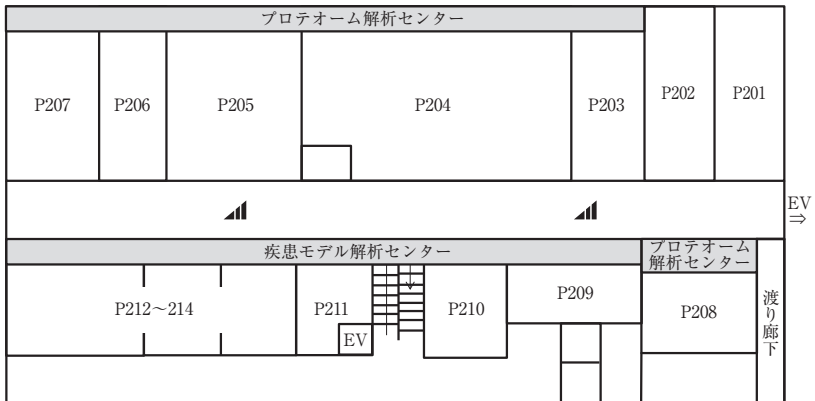 プロテオーム解析センター
P207
P206
P205
P204
P203
P202
P201
EV
⇒
疾患モデル解析センター
プロテオーム
解析センター
P212～214
P211
EV
P210
P209
P208
渡り廊下